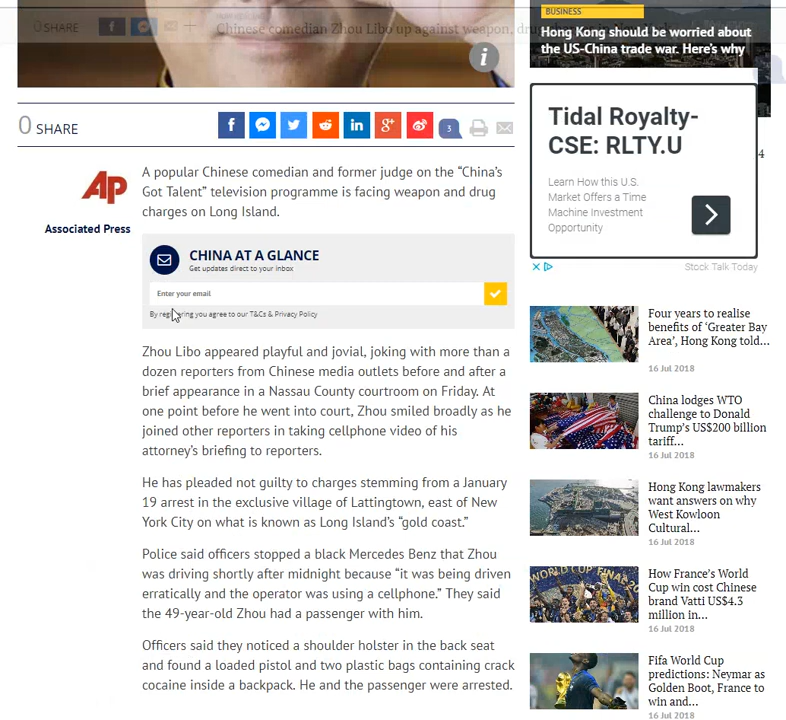 0 SHARE
Chinese comedian Zhou Libo up against weapon,
BUSINESS
Hong Kong should be worried about
the US-China trade war. Here's why
i
0 SHARE
3
4
AP
Associated Press
A popular Chinese comedian and former judge on the “China’s
Got Talent” television programme is facing weapon and drug
charges on Long Island.
CHINA AT A GLANCE
Get updates direct to your inbox
Enter your email
By registering you agree to our T&Cs & Privacy Policy
Zhou Libo appeared playful and jovial, joking with more than a
dozen reporters from Chinese media outlets before and after a
brief appearance in a Nassau County courtroom on Friday. At
one point before he went into court, Zhou smiled broadly as he
joined other reporters in taking cellphone video of his
attorney’s briefing to reporters.
He has pleaded not guilty to charges stemming from a January
19 arrest in the exclusive village of Lattingtown, east of New
York City on what is known as Long Island’s “gold coast.”
Police said officers stopped a black Mercedes Benz that Zhou
was driving shortly after midnight because “it was being driven
erratically and the operator was using a cellphone.” They said
the 49-year-old Zhou had a passenger with him.
Officers said they noticed a shoulder holster in the back seat
and found a loaded pistol and two plastic bags containing crack
cocaine inside a backpack. He and the passenger were arrested.
Tidal Royalty-
CSE: RLTY.U
Learn How this U.S.
Market Offers a Time
Machine Investment
Opportunity
Stock Talk Today
Four years to realise
benefits of ‘Greater Bay
Area’, Hong Kong told...
16 Jul 2018
China lodges WTO
challenge to Donald
Trump’s US$200 billion
tariff...
16 Jul 2018
Hong Kong lawmakers
want answers on why
West Kowloon
Cultural...
16 Jul 2018
How France’s World
Cup win cost Chinese
brand Vatti US$4.3
million in...
16 Jul 2018
Fifa World Cup
predictions: Neymar as
Golden Boot, France to
win and...
16 Jul 2018